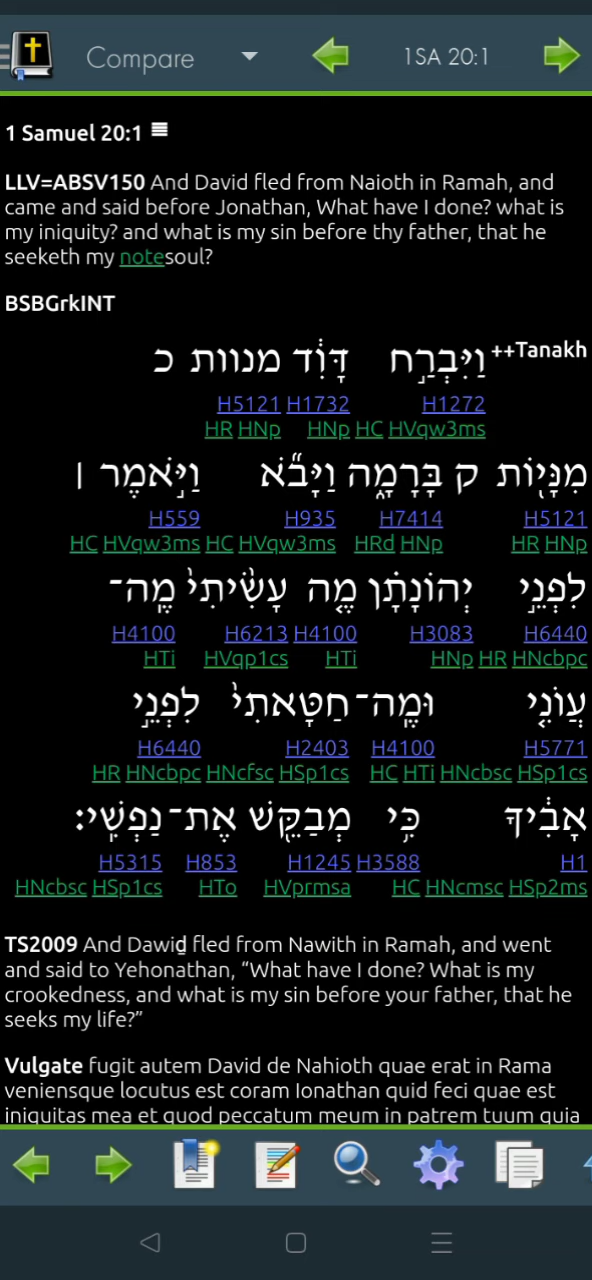 Compare
1SA 20:1
1 Samuel 20:1
LLV=ABSV150 And David fled from Naioth in Ramah, and
came and said before Jonathan, What have I done? what is
my iniquity? and what is my sin before thy father, that he
seeketh my notesoul?
BSBGrkINT
++Tanakh וַיִּבְרַ֣ח דָּוִ֔ד מנוות כ
H5121 H1732 H1272
HR HNp HNp HC HVqw3ms
מִנָּי֖וֹת ק בָּרָמָ֑ה וַיָּבֹ֞א וַיֹּ֣אמֶר ׀
H559 H935 H7414 H5121
HC HVqw3ms HC HVqw3ms HRd HNp HR HNp
לִפְנֵ֣י יְהוֹנָתָ֗ן מֶ֤ה עָשִׂ֙יתִי֙ מֶֽה־
H4100 H6213 H4100 H3083 H6440
HTi HVqp1cs HTi HNp HR HNcbpc
עֲוֺנִ֤י וּמֶֽה־חַטָּאתִי֙ לִפְנֵ֣י
H6440 H2403 H4100 H5771
HR HNcbpc HNcfsc HSp1cs HC HTi HNcbsc HSp1cs
אָבִ֔יךָ כִּ֥י מְבַקֵּ֖שׁ אֶת־נַפְשִֽׁי׃
H5315 H853 H1245 H3588 H1
HNcbsc HSp1cs HTo HVprmsa HC HNcmsc HSp2ms
TS2009 And Dawiḏ fled from Nawith in Ramah, and went
and said to Yehonathan, “What have I done? What is my
crookedness, and what is my sin before your father, that he
seeks my life?”
Vulgate fugit autem David de Nahioth quae erat in Rama
veniensque locutus est coram Ionathan quid feci quae est
iniquitas mea et quod peccatum meum in patrem tuum quia